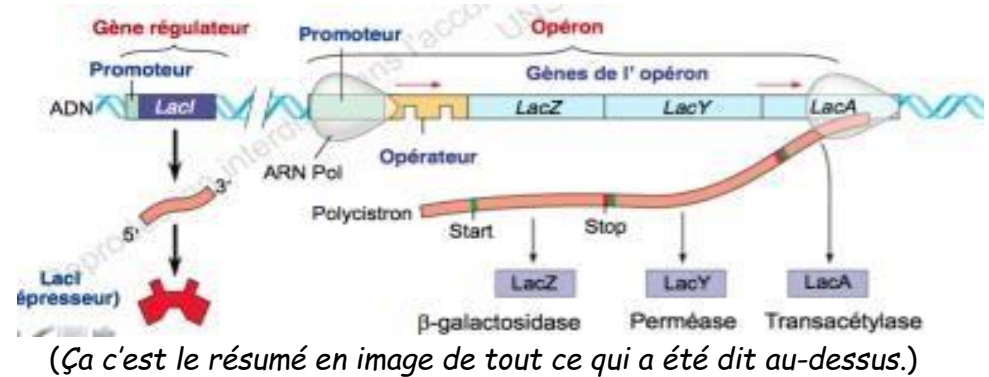 Gène régulateur
Promoteur
Opéron
Promoteur
Gènes de l' opéron
ADN
LacI
LacZ
LacY
LacA
ARN Pol
Opérateur
3'
5'
Polycistron
Start
Stop
LacI
épresseur)
LacZ
LacY
LacA
β-galactosidase
Perméase
Transacétylase
(Ça c'est le résumé en image de tout ce qui a été dit au-dessus.)